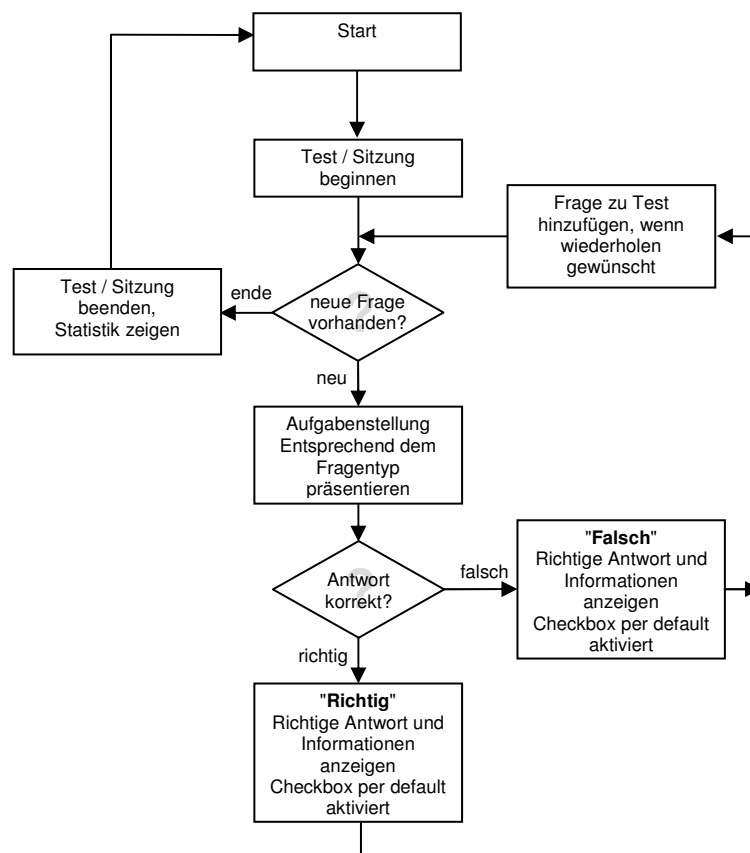 Start
Test / Sitzung
beginnen
Frage zu Test
hinzufügen, wenn
wiederholen
gewünscht
Test / Sitzung
beenden,
Statistik zeigen
ende
?
neue Frage
vorhanden?
neu
Aufgabenstellung
Entsprechend dem
Fragentyp
präsentieren
?
Antwort
korrekt?
falsch
"Falsch"
Richtige Antwort und
Informationen
anzeigen
Checkbox per default
aktiviert
richtig
"Richtig"
Richtige Antwort und
Informationen
anzeigen
Checkbox per default
aktiviert